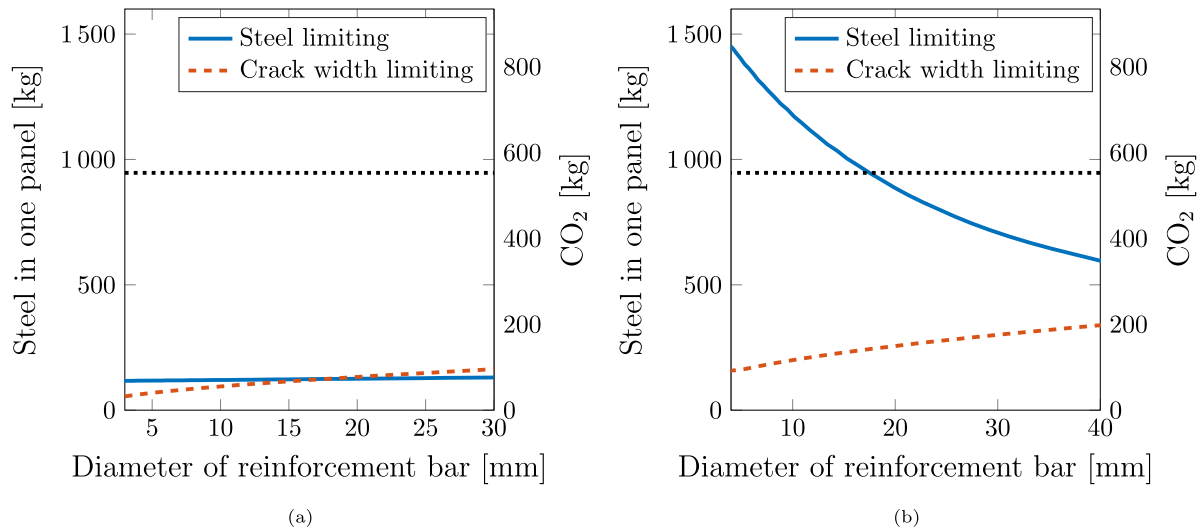 Steel limiting
Crack width limiting
Steel in one panel [kg]
1 500
1 000
500
0
800
600
400
200
0
CO₂ [kg]
5 10 15 20 25 30
Diameter of reinforcement bar [mm]
(a)
Steel limiting
Crack width limiting
Steel in one panel [kg]
1 500
1 000
500
0
800
600
400
200
0
CO₂ [kg]
10 20 30 40
Diameter of reinforcement bar [mm]
(b)